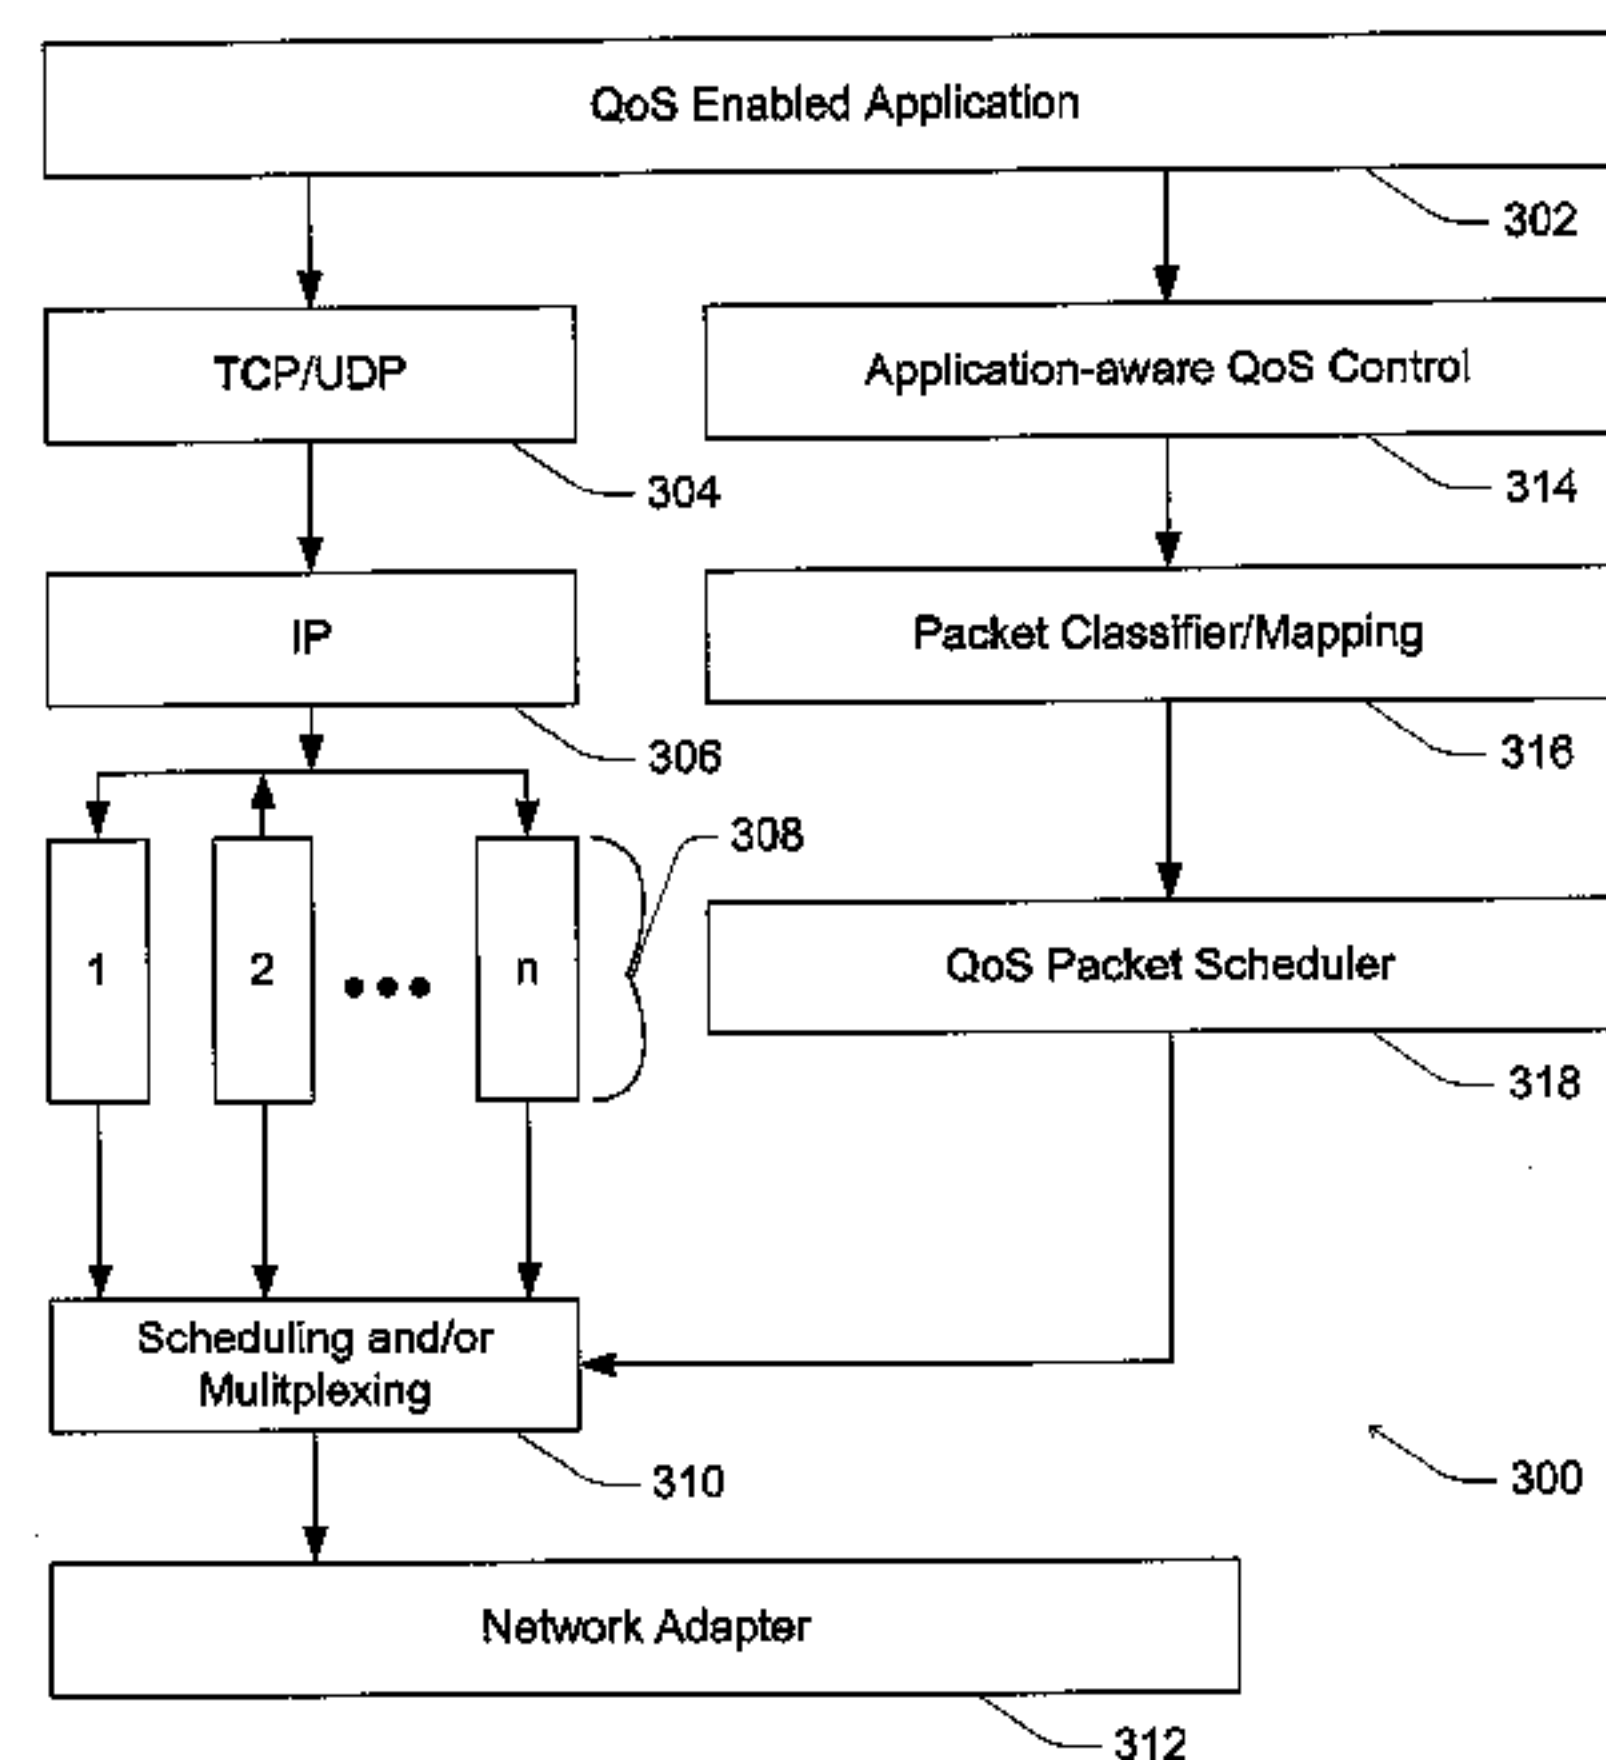 QoS Enabled Application
302
TCP/UDP
Application-aware QoS Control
304
314
IP
Packet Classifier/Mapping
306
316
308
1
2
n
QoS Packet Scheduler
318
Scheduling and/or
Mulitplexing
310
300
Network Adapter
312